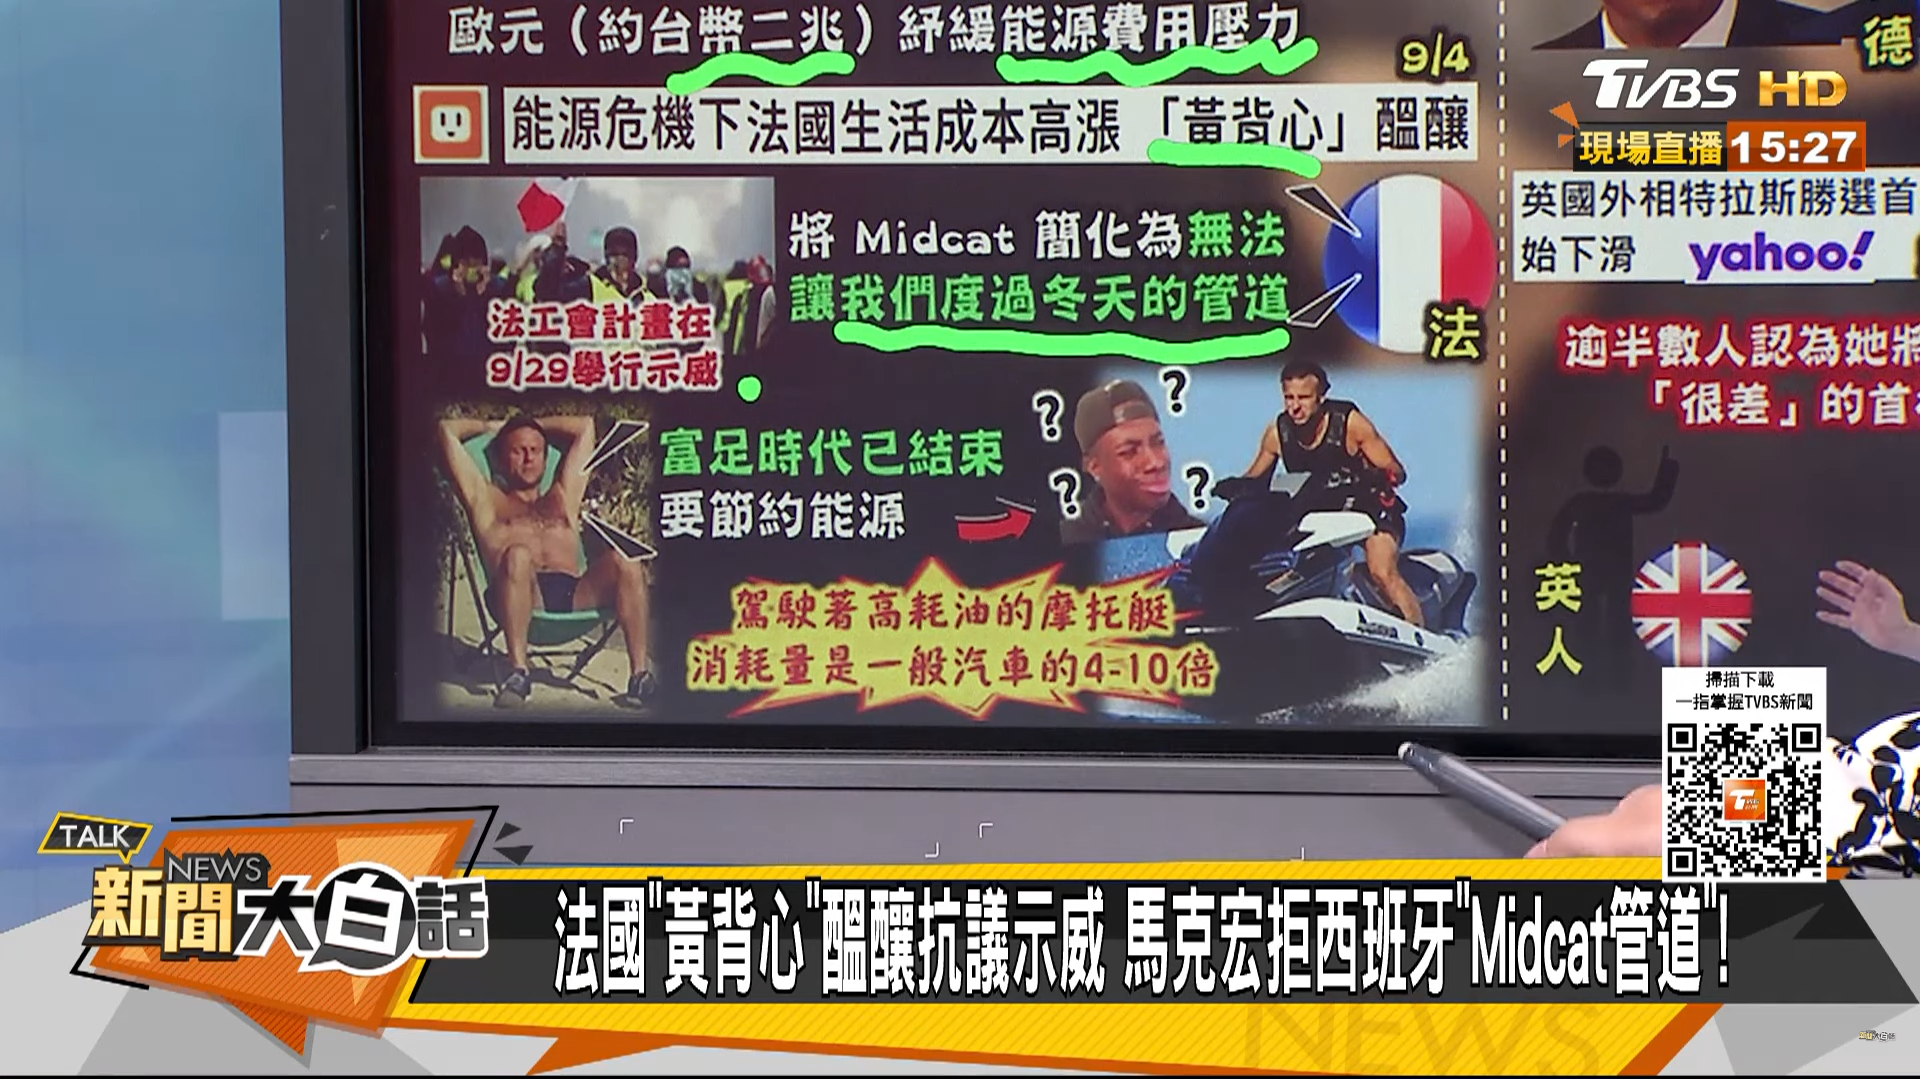 歐元（約台幣二兆）紓緩能源費用壓力
9/4
德
TVBS HD
現場直播 15:27
能源危機下法國生活成本高漲「黃背心」醞釀
將 Midcat 簡化為無法
讓我們度過冬天的管道
法
法工會計畫在
9/29舉行示威
富足時代已結束
要節約能源
? ? ? ?
駕駛著高耗油的摩托艇
消耗量是一般汽車的4-10倍
英國外相特拉斯勝選首
始下滑 yahoo!
逾半數人認為她將
「很差」的首
英
人
掃描下載
一指掌握TVBS新聞
TALK
NEWS
新聞大白話
法國"黃背心"醞釀抗議示威 馬克宏拒西班牙"Midcat管道"!
NEWS
新聞大白話